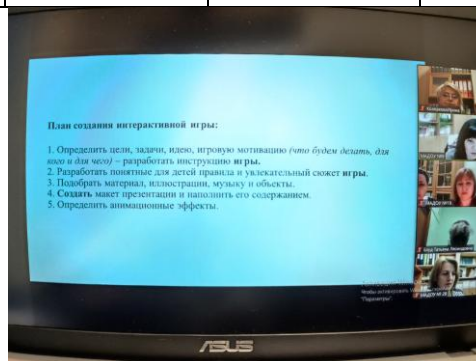 План создания интерактивной игры:
1. Определить цели, задачи, идею, игровую мотивацию (что будем делать, для
кого и для чего) – разработать инструкцию игры.
2. Разработать понятные для детей правила и увлекательный сюжет игры.
3. Подобрать материал, иллюстрации, музыку и объекты.
4. Создать макет презентации и наполнить его содержанием.
5. Определить анимационные эффекты.
"Параметры".
ASUS